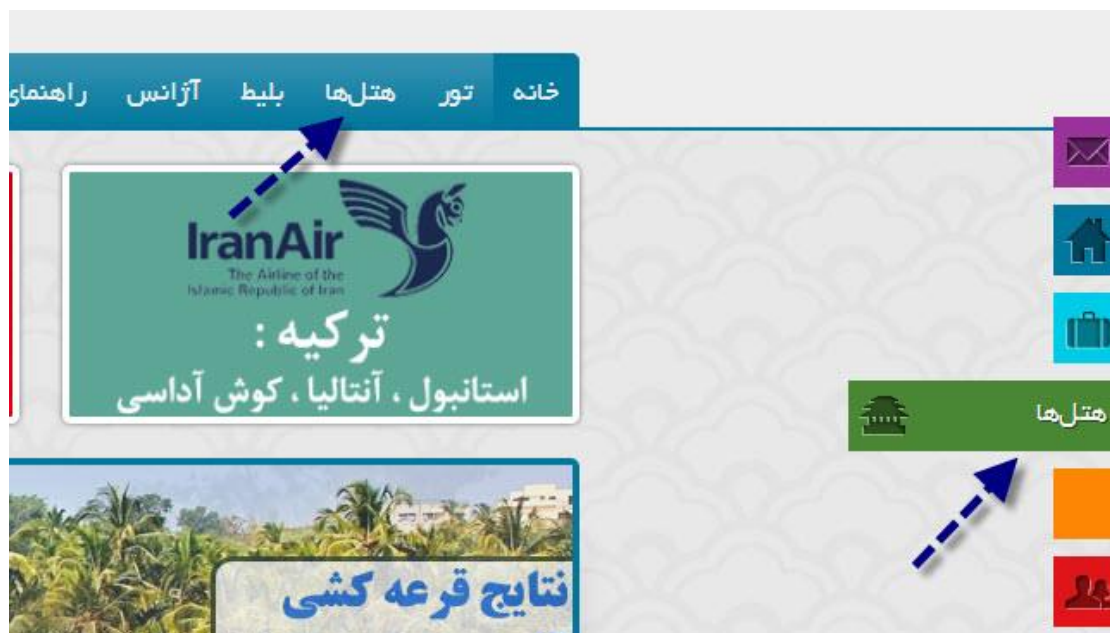 خانه تور هتل‌ها بلیط آژانس راهنمای
IranAir
The Airline of the
Islamic Republic of Iran
ترکیه :
استانبول ، آنتالیا ، کوش آداسی
هتل‌ها
نتایج قرعه کشی